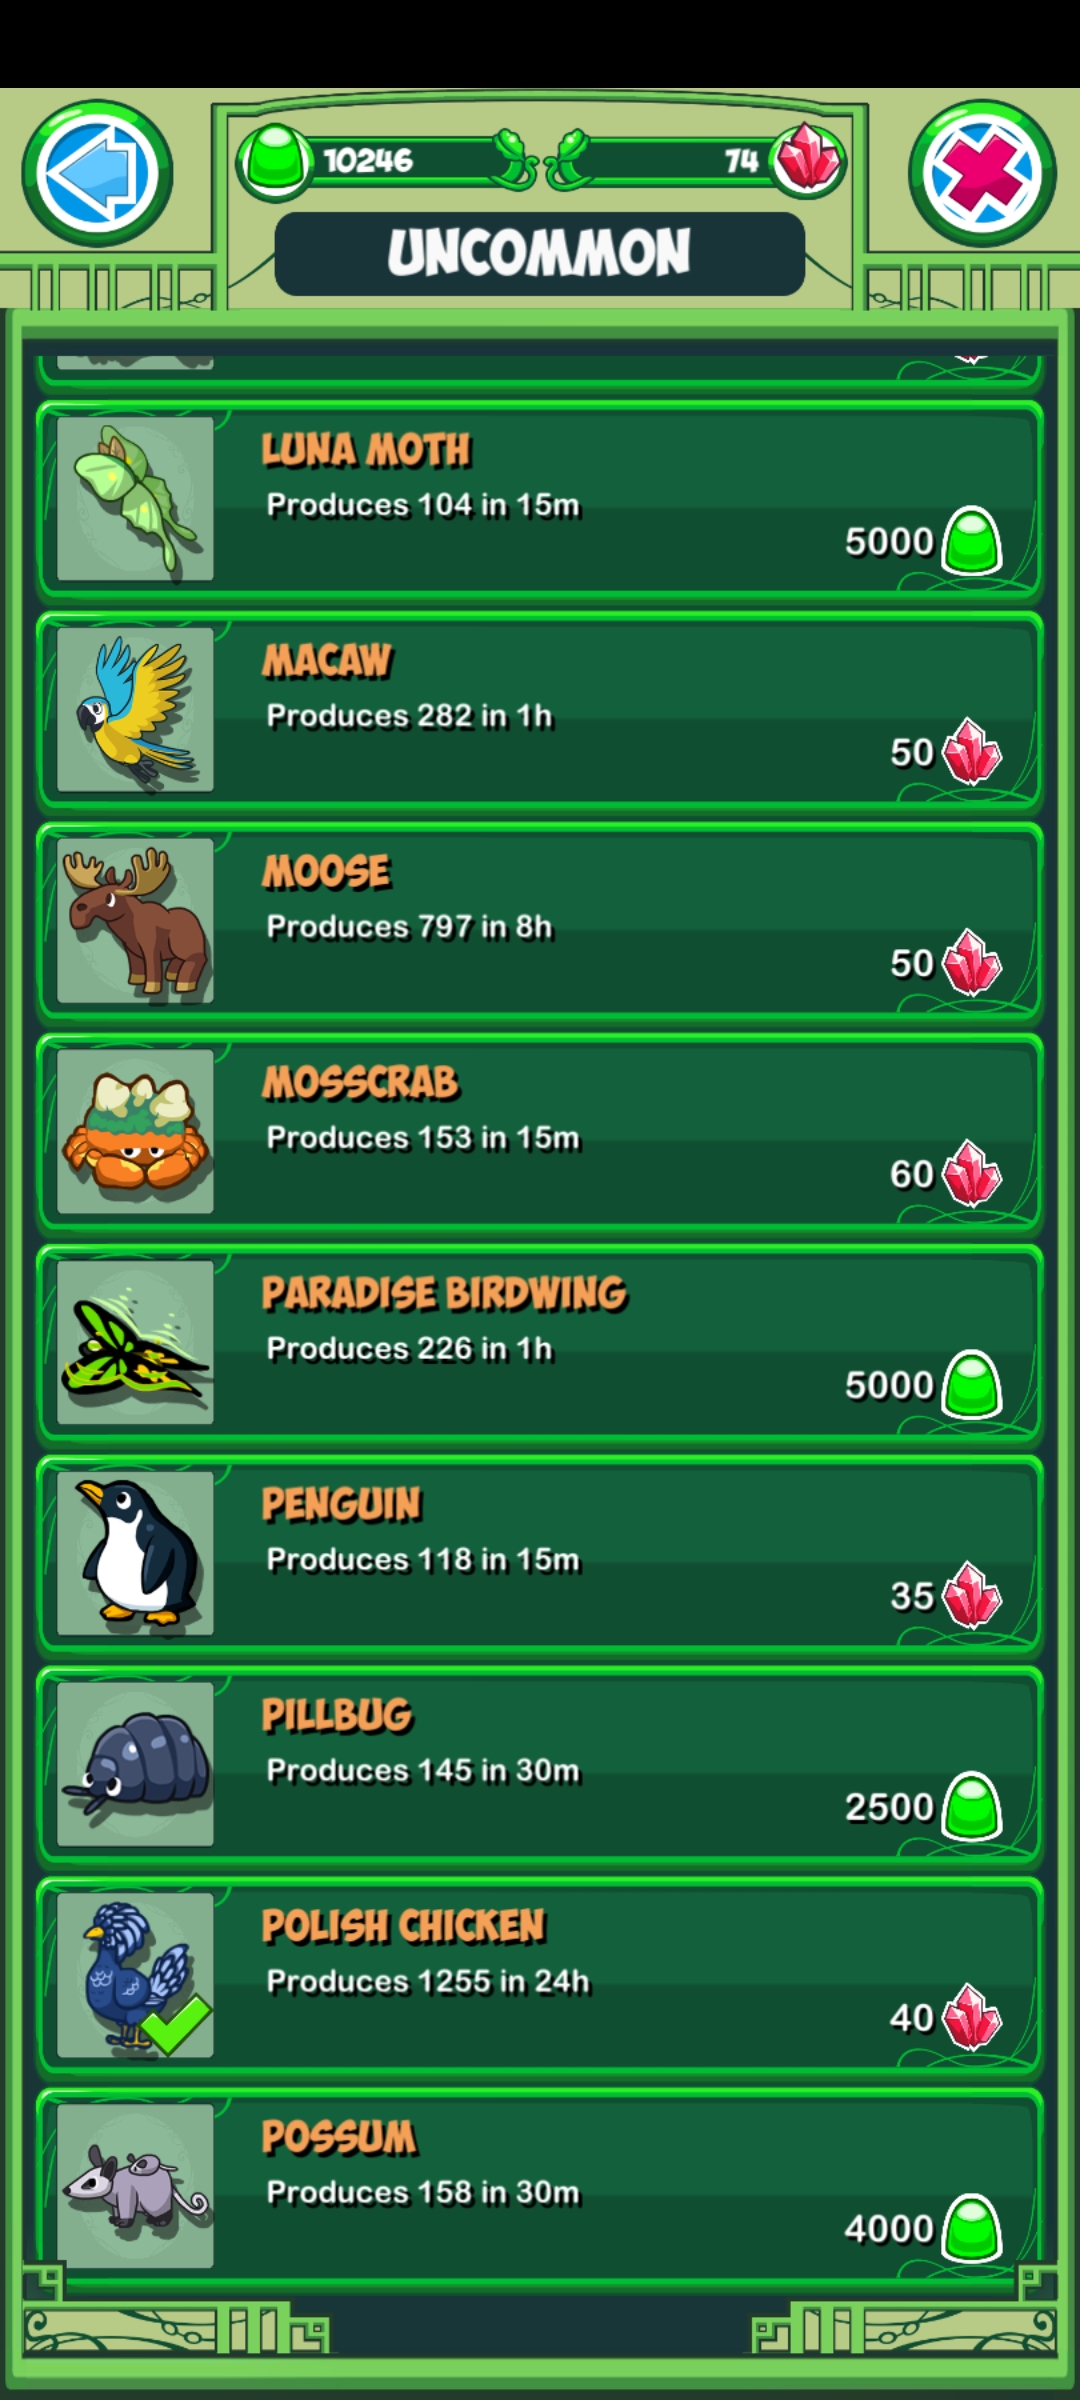 10246
74
UNCOMMON
LUNA MOTH
Produces 104 in 15m
5000
MACAW
Produces 282 in 1h
50
MOOSE
Produces 797 in 8h
50
MOSSCRAB
Produces 153 in 15m
60
PARADISE BIRDWING
Produces 226 in 1h
5000
PENGUIN
Produces 118 in 15m
35
PILLBUG
Produces 145 in 30m
2500
POLISH CHICKEN
Produces 1255 in 24h
40
POSSUM
Produces 158 in 30m
4000